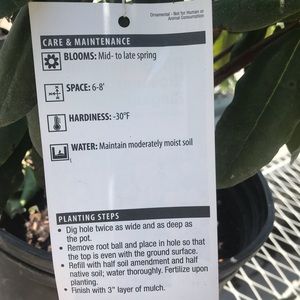 Ornamental - Not for Human or
Animal Consumption
CARE & MAINTENANCE
BLOOMS: Mid- to late spring
SPACE: 6-8'
HARDINESS: -30°F
WATER: Maintain moderately moist soil
PLANTING STEPS
• Dig hole twice as wide and as deep as
the pot.
• Remove root ball and place in hole so that
the top is even with the ground surface.
• Refill with half soil amendment and half
native soil; water thoroughly. Fertilize upon
planting.
• Finish with 3" layer of mulch.